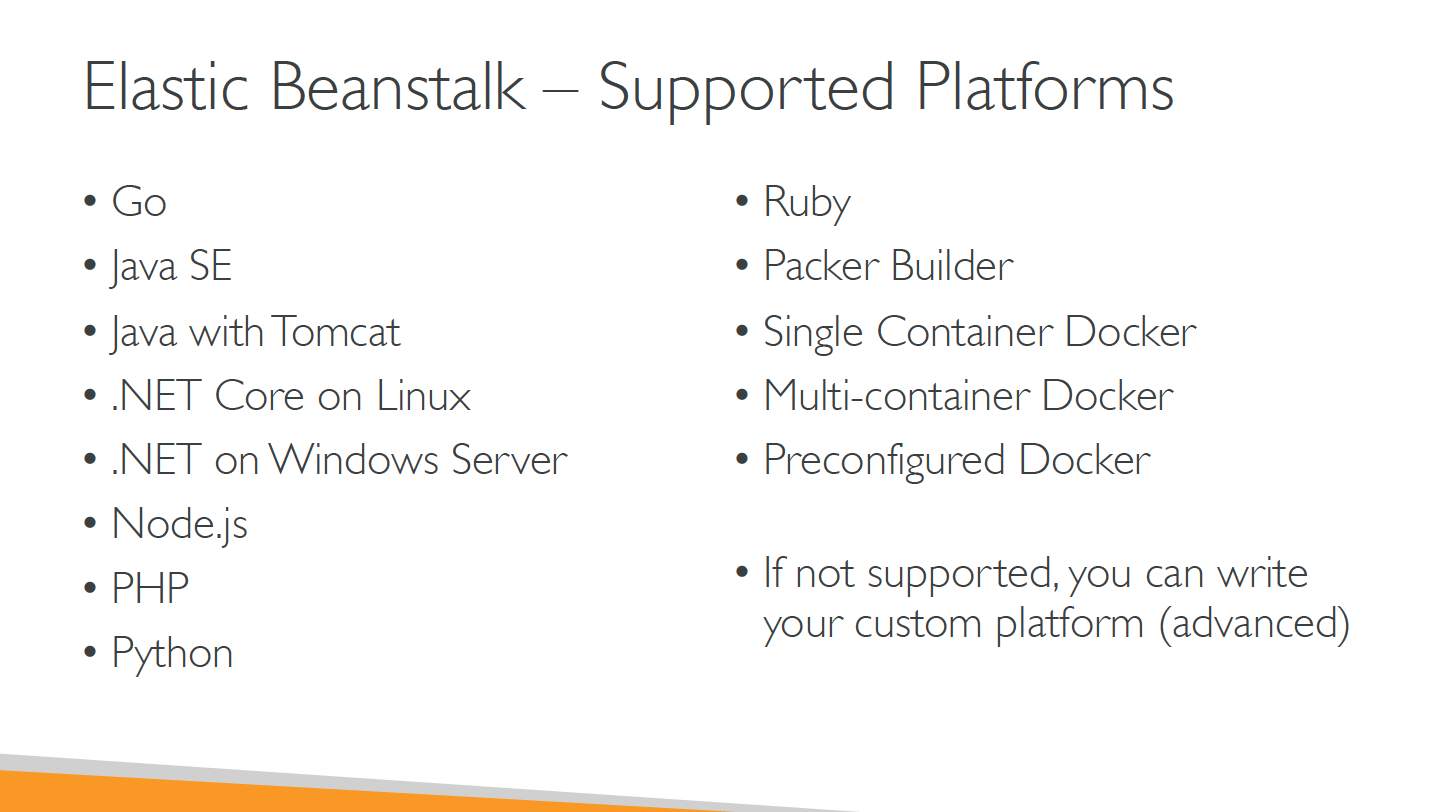 Elastic Beanstalk – Supported Platforms
• Go
• Java SE
• Java with Tomcat
• .NET Core on Linux
• .NET on Windows Server
• Node.js
• PHP
• Python
• Ruby
• Packer Builder
• Single Container Docker
• Multi-container Docker
• Preconfigured Docker
• If not supported, you can write
your custom platform (advanced)